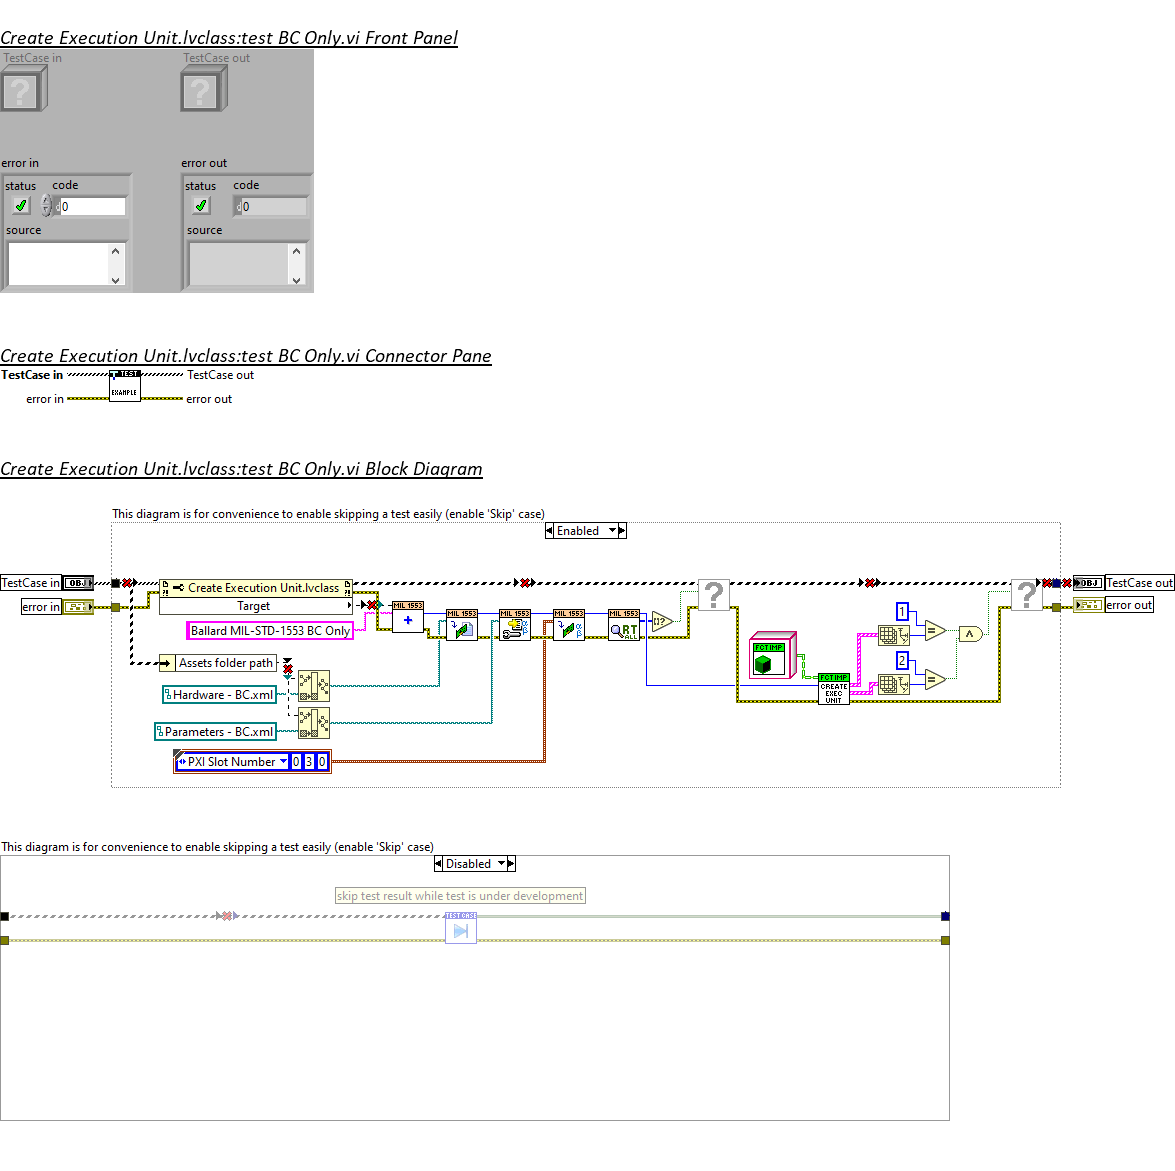 Create Execution Unit.lvclass:test BC Only.vi Front Panel
TestCase in
TestCase out
?
?
error in
error out
status
code
status
code
d
0
d
0
source
source
Create Execution Unit.lvclass:test BC Only.vi Connector Pane
TestCase in
TEST
EXAMPLE
TestCase out
error in
error out
Create Execution Unit.lvclass:test BC Only.vi Block Diagram
This diagram is for convenience to enable skipping a test easily (enable 'Skip' case)
Enabled
TestCase in
OBJ
Create Execution Unit.lvclass
?
?
OBJ
TestCase out
error in
Target
error out
MIL 1553
+
MIL 1553
MIL 1553
MIL 1553
MIL 1553
RT
ALL
[]?
1
=
∧
Ballard MIL-STD-1553 BC Only
FCT IMP
2
=
Assets folder path
FCT IMP
CREATE
EXEC
UNIT
Hardware - BC.xml
Parameters - BC.xml
PXI Slot Number
0
3
0
This diagram is for convenience to enable skipping a test easily (enable 'Skip' case)
Disabled
skip test result while test is under development
TEST CASE